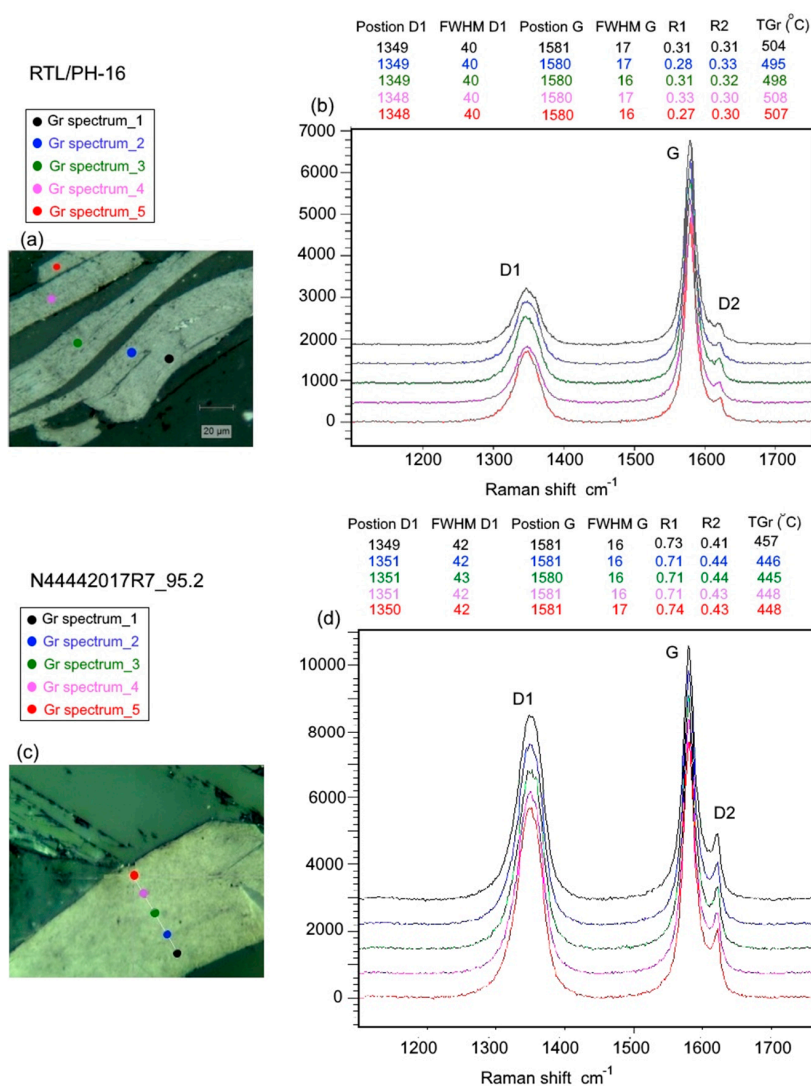 RTL/PH-16
Gr spectrum_1
Gr spectrum_2
Gr spectrum_3
Gr spectrum_4
Gr spectrum_5
(a)
20 µm
Postion D1 FWHM D1 Postion G FWHM G R1 R2 TGr (°C)
1349 40 1581 17 0.31 0.31 504
1349 40 1580 17 0.28 0.33 495
1349 40 1580 16 0.31 0.32 498
1348 40 1580 17 0.33 0.30 508
1348 40 1580 16 0.27 0.30 507
(b)
7000
6000
5000
4000
3000
2000
1000
0
G
D1
D2
1200 1300 1400 1500 1600 1700
Raman shift cm-1
N44442017R7_95.2
Gr spectrum_1
Gr spectrum_2
Gr spectrum_3
Gr spectrum_4
Gr spectrum_5
(c)
Postion D1 FWHM D1 Postion G FWHM G R1 R2 TGr (˘C)
1349 42 1581 16 0.73 0.41 457
1351 42 1581 16 0.71 0.44 446
1351 43 1580 16 0.71 0.44 445
1351 42 1581 16 0.71 0.43 448
1350 42 1581 17 0.74 0.43 448
(d)
10000
8000
6000
4000
2000
0
G
D1
D2
1200 1300 1400 1500 1600 1700
Raman shift cm-1